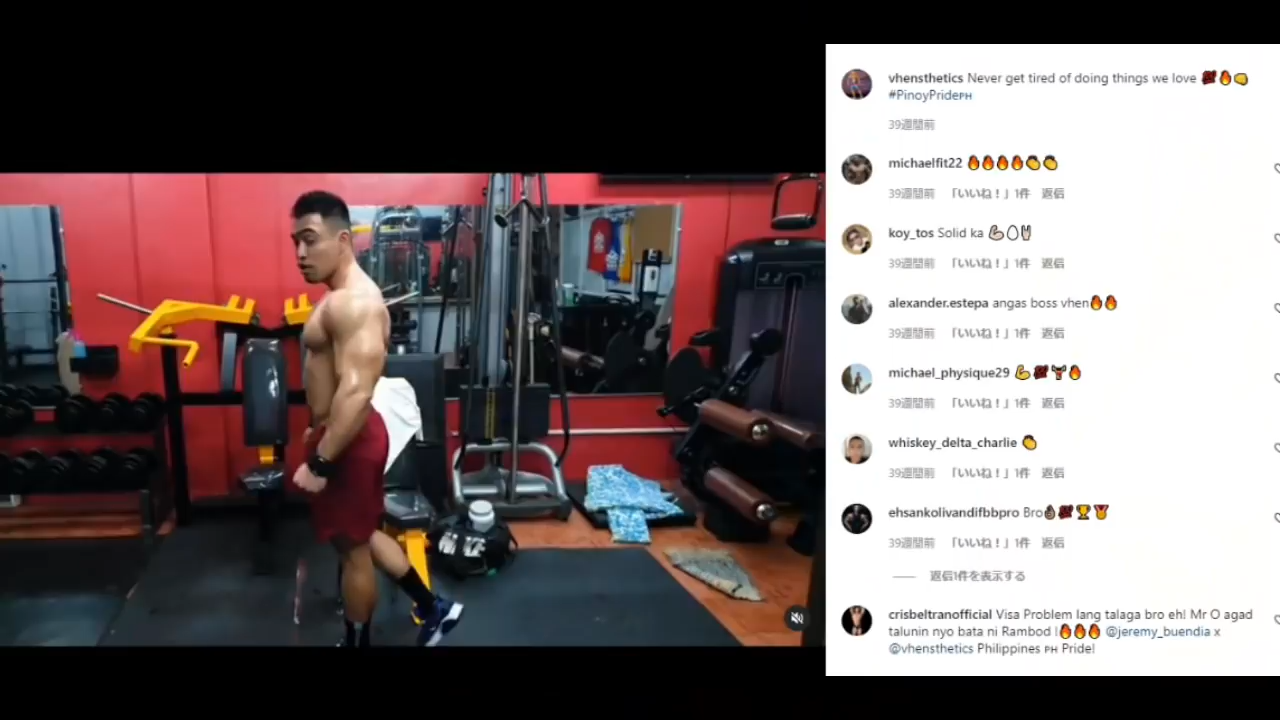 vhensthetics Never get tired of doing things we love 💯🔥👊
#PinoyPride🇵🇭
39週間前
michaelfit22 🔥🔥🔥🔥👏👏
39週間前 「いいね！」1件 返信
koy_tos Solid ka
39週間前 「いいね！」1件 返信
alexander.estepa angas boss vhen🔥🔥
39週間前 「いいね！」1件 返信
michael_physique29 💪💯🏋🔥
39週間前 「いいね！」1件 返信
whiskey_delta_charlie 👏
39週間前 「いいね！」1件 返信
ehsankolivandifbbpro Bro👌🏿💯🏆🏅
39週間前 「いいね！」1件 返信
返信1件を表示する
crisbeltranofficial Visa Problem lang talaga bro eh! Mr O agad
talunin nyo bata ni Rambod !🔥🔥🔥 @jeremy_buendia x
@vhensthetics Philippines 🇵🇭 Pride!